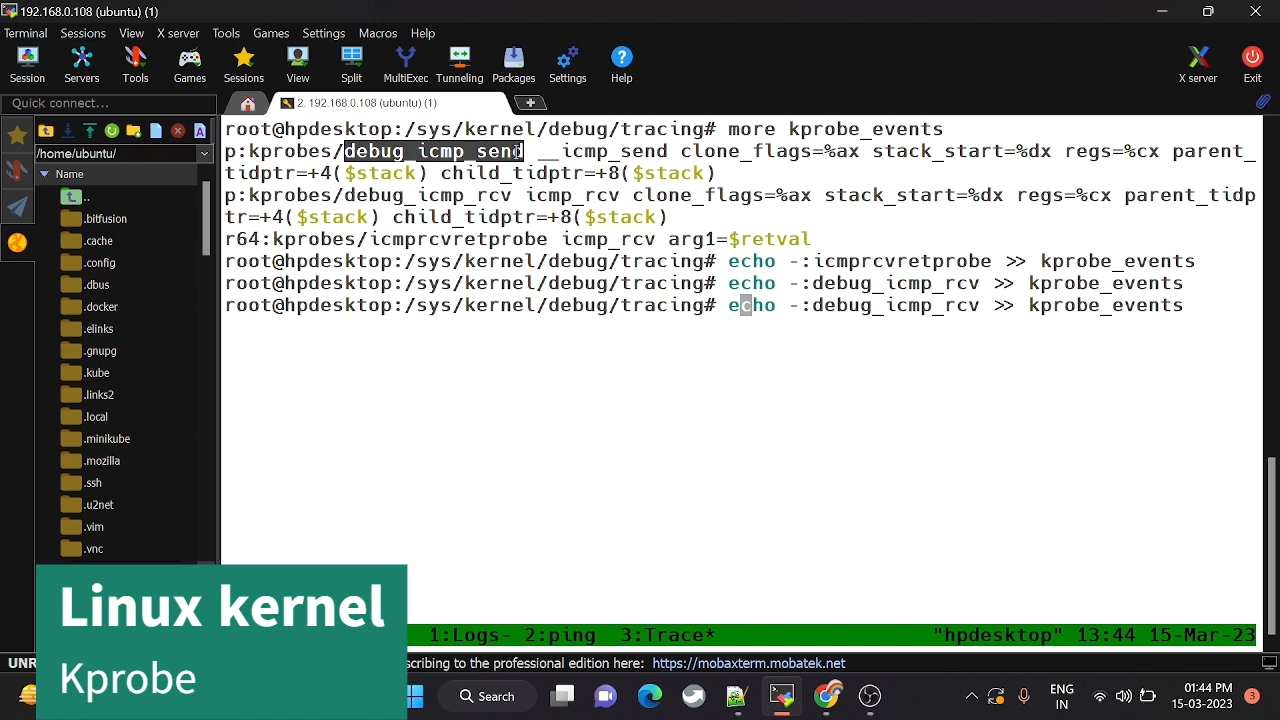 192.168.0.108 (ubuntu) (1)
Terminal Sessions View X server Tools Games Settings Macros Help
Session Servers Tools Games Sessions View Split MultiExec Tunneling Packages Settings Help X server Exit
Quick connect...
2. 192.168.0.108 (ubuntu) (1)
/home/ubuntu/
Name
..
.bitfusion
.cache
.config
.dbus
.docker
.elinks
.gnupg
.kube
.links2
.local
.minikube
.mozilla
.ssh
.u2net
.vim
.vnc
root@hpdesktop:/sys/kernel/debug/tracing# more kprobe_events
p:kprobes/debug_icmp_send __icmp_send clone_flags=%ax stack_start=%dx regs=%cx parent_
tidptr=+4($stack) child_tidptr=+8($stack)
p:kprobes/debug_icmp_rcv icmp_rcv clone_flags=%ax stack_start=%dx regs=%cx parent_tidp
tr=+4($stack) child_tidptr=+8($stack)
r64:kprobes/icmprcvretprobe icmp_rcv arg1=$retval
root@hpdesktop:/sys/kernel/debug/tracing# echo -:icmprcvretprobe >> kprobe_events
root@hpdesktop:/sys/kernel/debug/tracing# echo -:debug_icmp_rcv >> kprobe_events
root@hpdesktop:/sys/kernel/debug/tracing# echo -:debug_icmp_rcv >> kprobe_events
1:Logs- 2:ping 3:Trace* "hpdesktop" 13:44 15-Mar-23
UNR
scribing to the professional edition here: https://mobaxterm.mobatek.net
Linux kernel
Kprobe
Search
ENG
IN
01:44 PM
15-03-2023
3